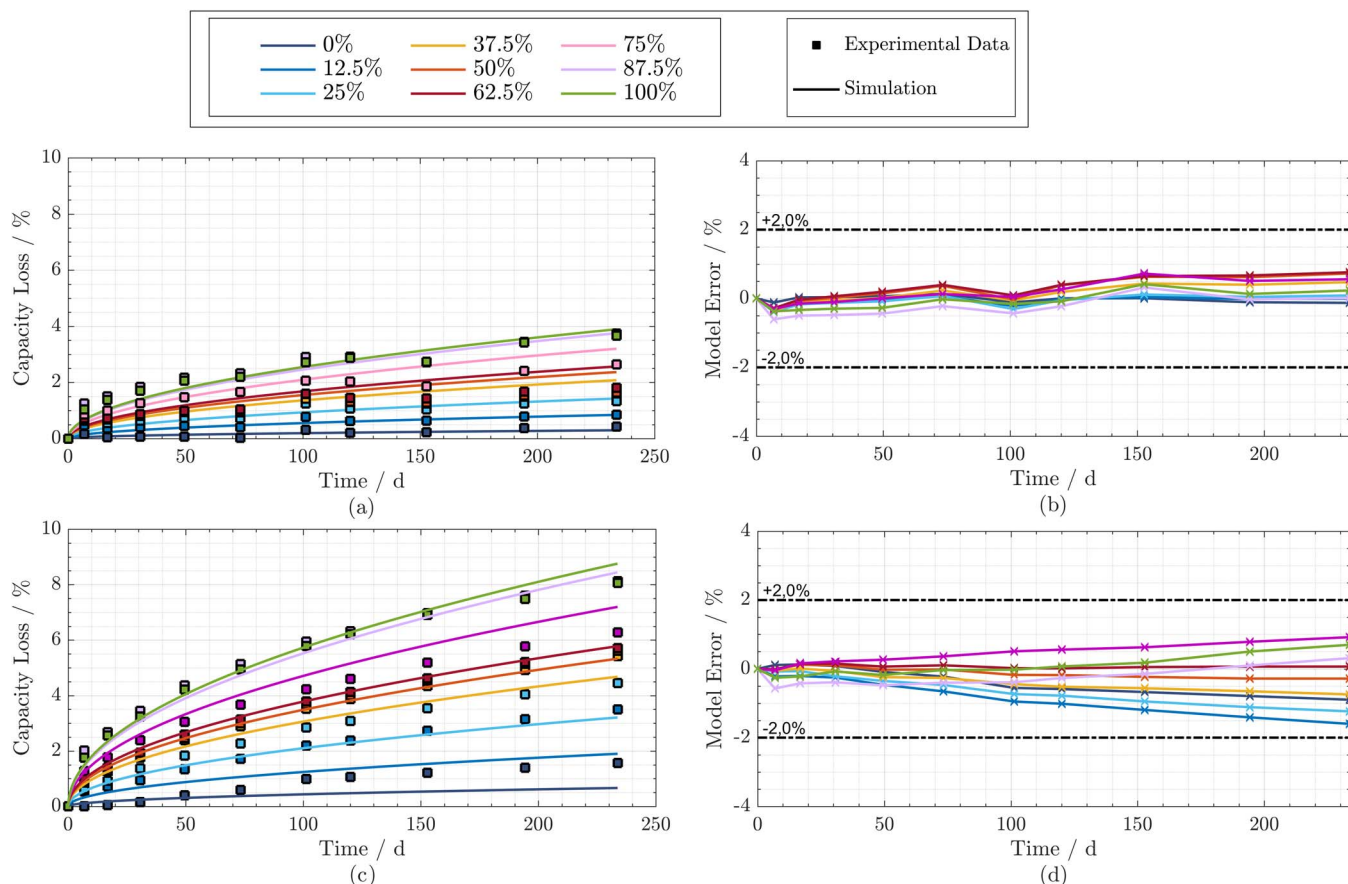 0% 37.5% 75%
12.5% 50% 87.5%
25% 62.5% 100%
Experimental Data
Simulation
Capacity Loss / %
10
8
6
4
2
0
0 50 100 150 200 250
Time / d
(a)
Model Error / %
4
2
0
-2
-4
+2,0%
-2,0%
0 50 100 150 200
Time / d
(b)
Capacity Loss / %
10
8
6
4
2
0
0 50 100 150 200 250
Time / d
(c)
Model Error / %
4
2
0
-2
-4
+2,0%
-2,0%
0 50 100 150 200
Time / d
(d)